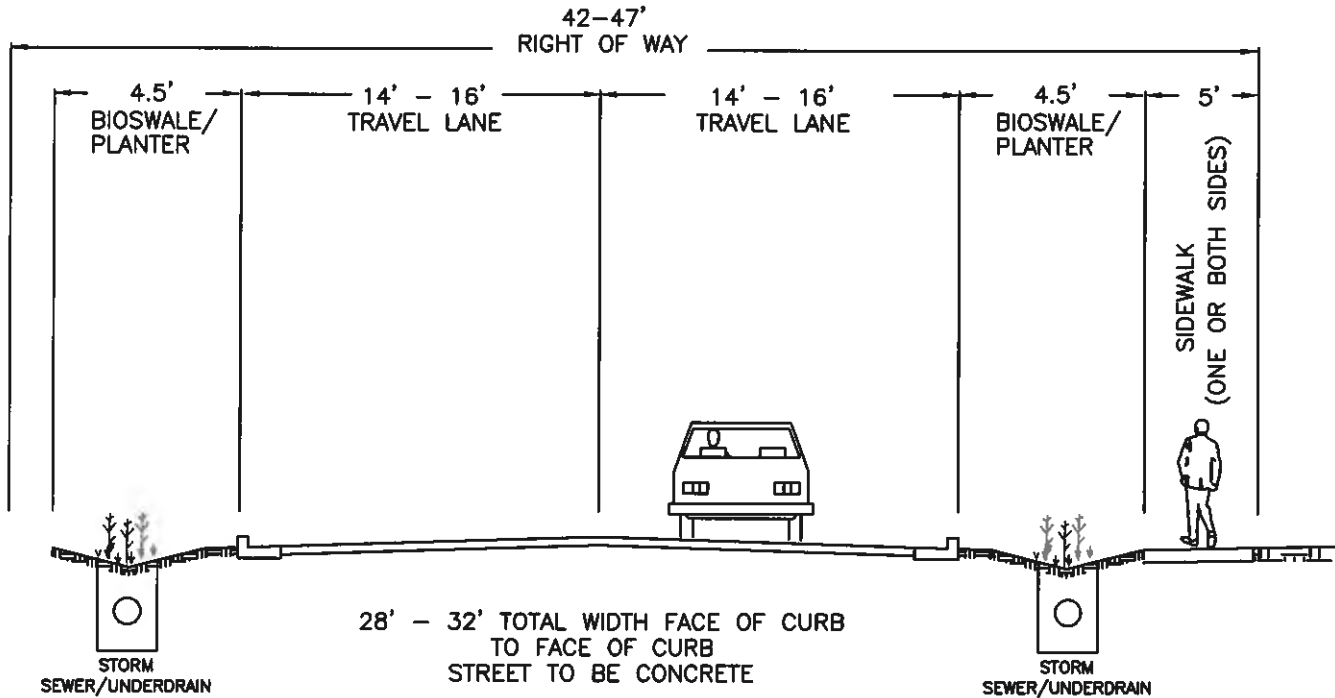 42-47'
RIGHT OF WAY
4.5'
BIOSWALE/
PLANTER
14' - 16'
TRAVEL LANE
14' - 16'
TRAVEL LANE
4.5'
BIOSWALE/
PLANTER
5'
SIDEWALK
(ONE OR BOTH SIDES)
28' - 32' TOTAL WIDTH FACE OF CURB
TO FACE OF CURB
STREET TO BE CONCRETE
STORM
SEWER/UNDERDRAIN
STORM
SEWER/UNDERDRAIN